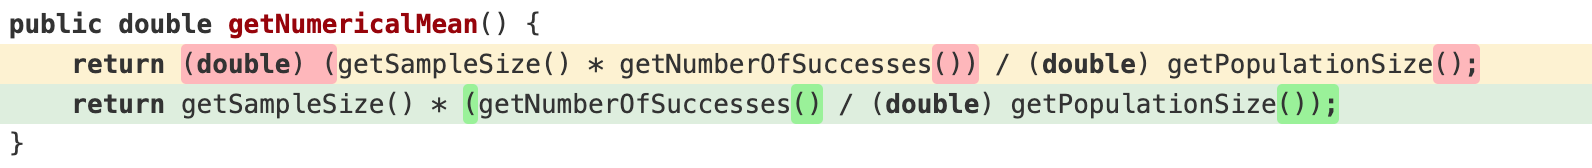 public double getNumericalMean() {
    return (double) (getSampleSize() * getNumberOfSuccesses()) / (double) getPopulationSize();
    return getSampleSize() * (getNumberOfSuccesses() / (double) getPopulationSize());
}